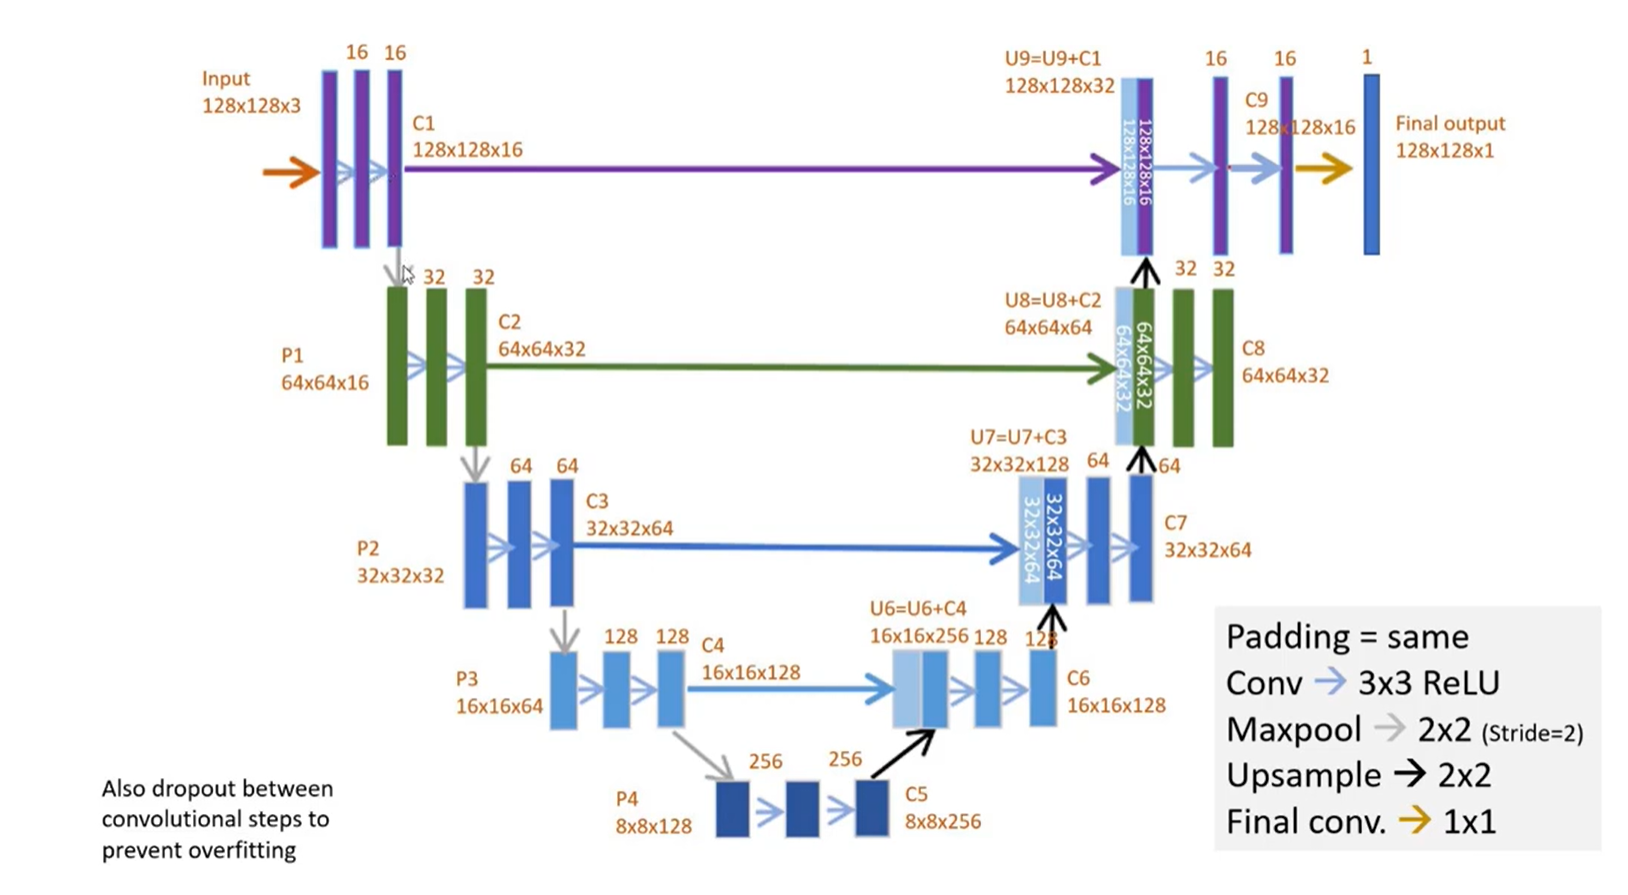 16 16
Input
128x128x3
C1
128x128x16
U9=U9+C1
128x128x32
128x128x16
128x128x16
16
16
1
C9
128x128x16
Final output
128x128x1
P1
64x64x16
32
32
C2
64x64x32
U8=U8+C2
64x64x64
64x64x32
64x64x32
32 32
C8
64x64x32
P2
32x32x32
64
64
C3
32x32x64
U7=U7+C3
32x32x128
32x32x64
32x32x64
64
64
C7
32x32x64
P3
16x16x64
128 128
C4
16x16x128
U6=U6+C4
16x16x256
128
128
C6
16x16x128
P4
8x8x128
256
256
C5
8x8x256
Also dropout between
convolutional steps to
prevent overfitting
Padding = same
Conv → 3x3 ReLU
Maxpool → 2x2 (Stride=2)
Upsample → 2x2
Final conv. → 1x1